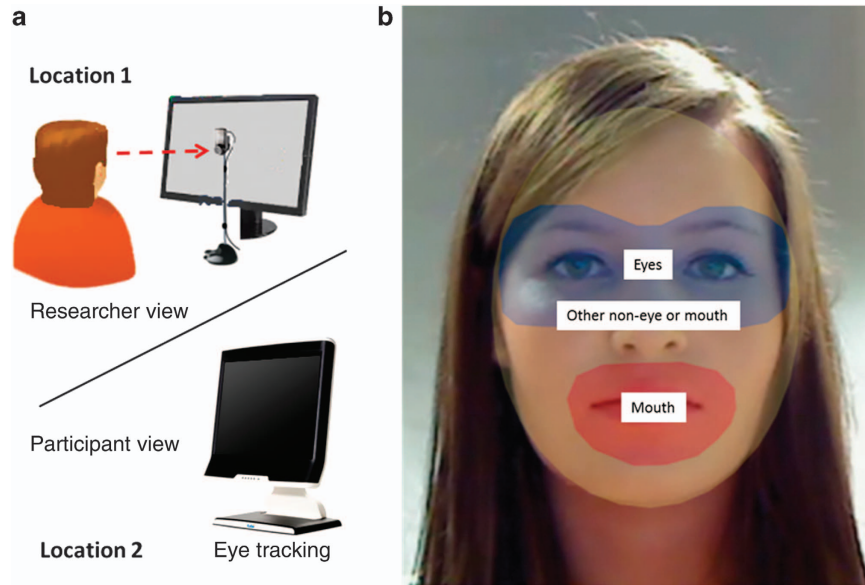 a
Location 1
Researcher view
Participant view
Location 2
Eye tracking
b
Eyes
Other non-eye or mouth
Mouth